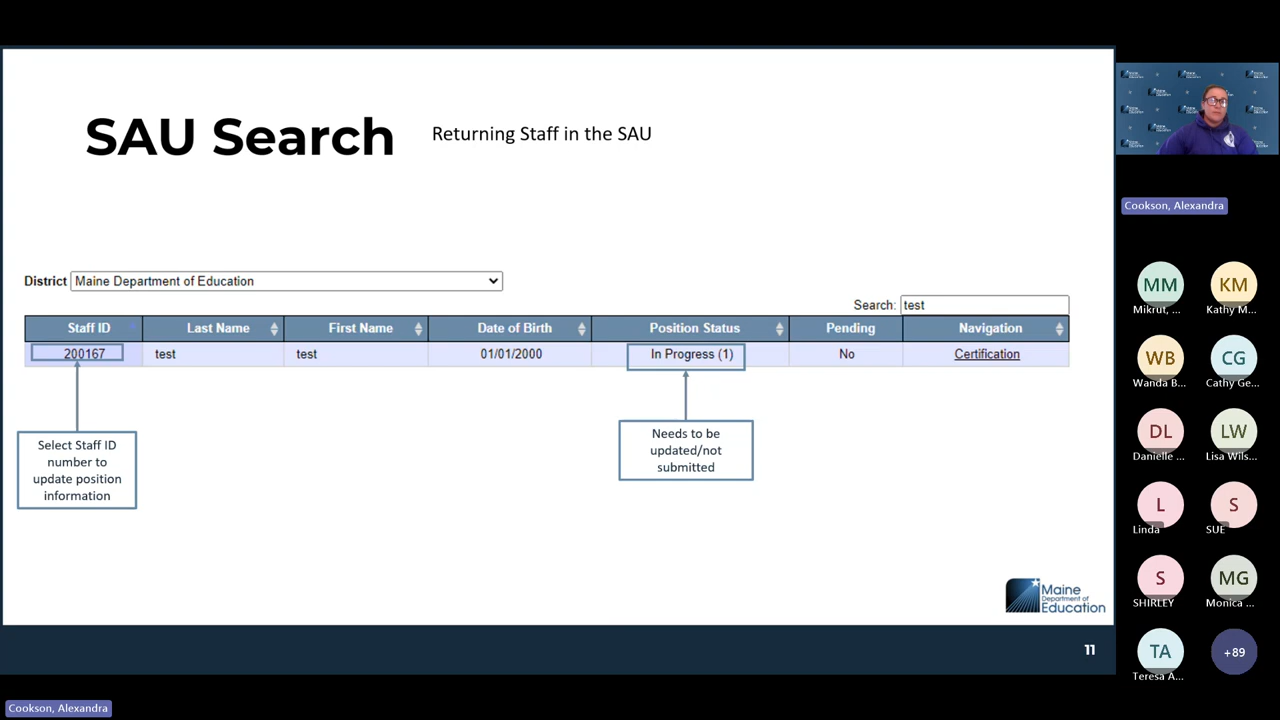 SAU Search
Returning Staff in the SAU
District Maine Department of Education
Search: test
Staff ID Last Name First Name Date of Birth Position Status Pending Navigation
200167 test test 01/01/2000 In Progress (1) No Certification
Select Staff ID
number to
update position
information
Needs to be
updated/not
submitted
Maine
Department of
Education
11
Cookson, Alexandra
MM KM
Mikrut, ... Kathy M...
WB CG
Wanda B... Cathy Ge...
DL LW
Danielle ... Lisa Wils...
L S
Linda SUE
S MG
SHIRLEY Monica ...
TA +89
Teresa A...
Cookson, Alexandra